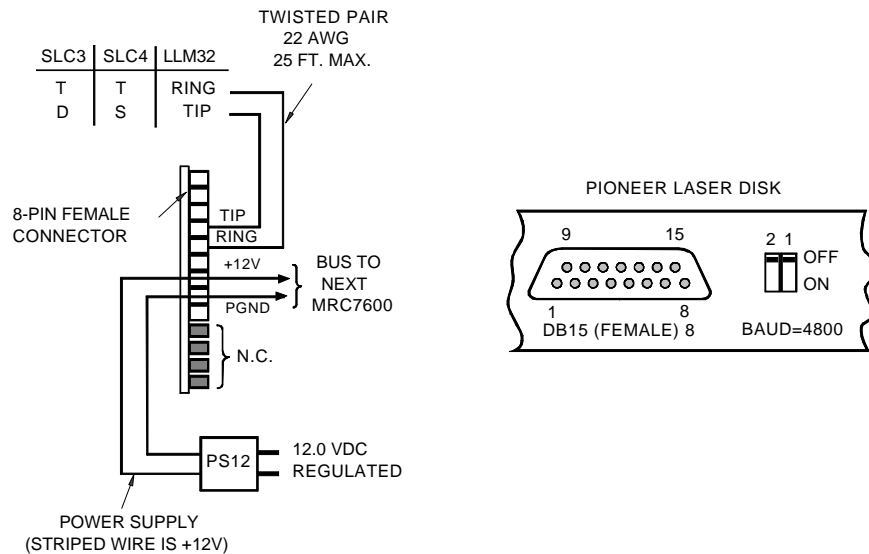 TWISTED PAIR
22 AWG
25 FT. MAX.
SLC3 SLC4 LLM32
T T RING
D S TIP
8-PIN FEMALE
CONNECTOR
TIP
RING
+12V
PGND
BUS TO
NEXT
MRC7600
N.C.
PS12
12.0 VDC
REGULATED
POWER SUPPLY
(STRIPED WIRE IS +12V)
PIONEER LASER DISK
9 15
2 1
OFF
ON
1 8
DB15 (FEMALE) 8
BAUD=4800